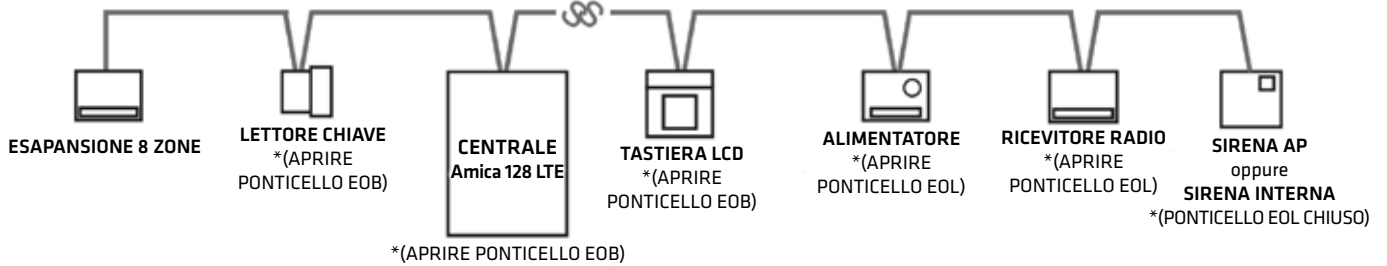 ESAPANSIONE 8 ZONE
LETTORE CHIAVE
*(APRIRE
PONTICELLO EOB)
CENTRALE
Amica 128 LTE
*(APRIRE PONTICELLO EOB)
TASTIERA LCD
*(APRIRE
PONTICELLO EOB)
ALIMENTATORE
*(APRIRE
PONTICELLO EOL)
RICEVITORE RADIO
*(APRIRE
PONTICELLO EOL)
SIRENA AP
oppure
SIRENA INTERNA
*(PONTICELLO EOL CHIUSO)